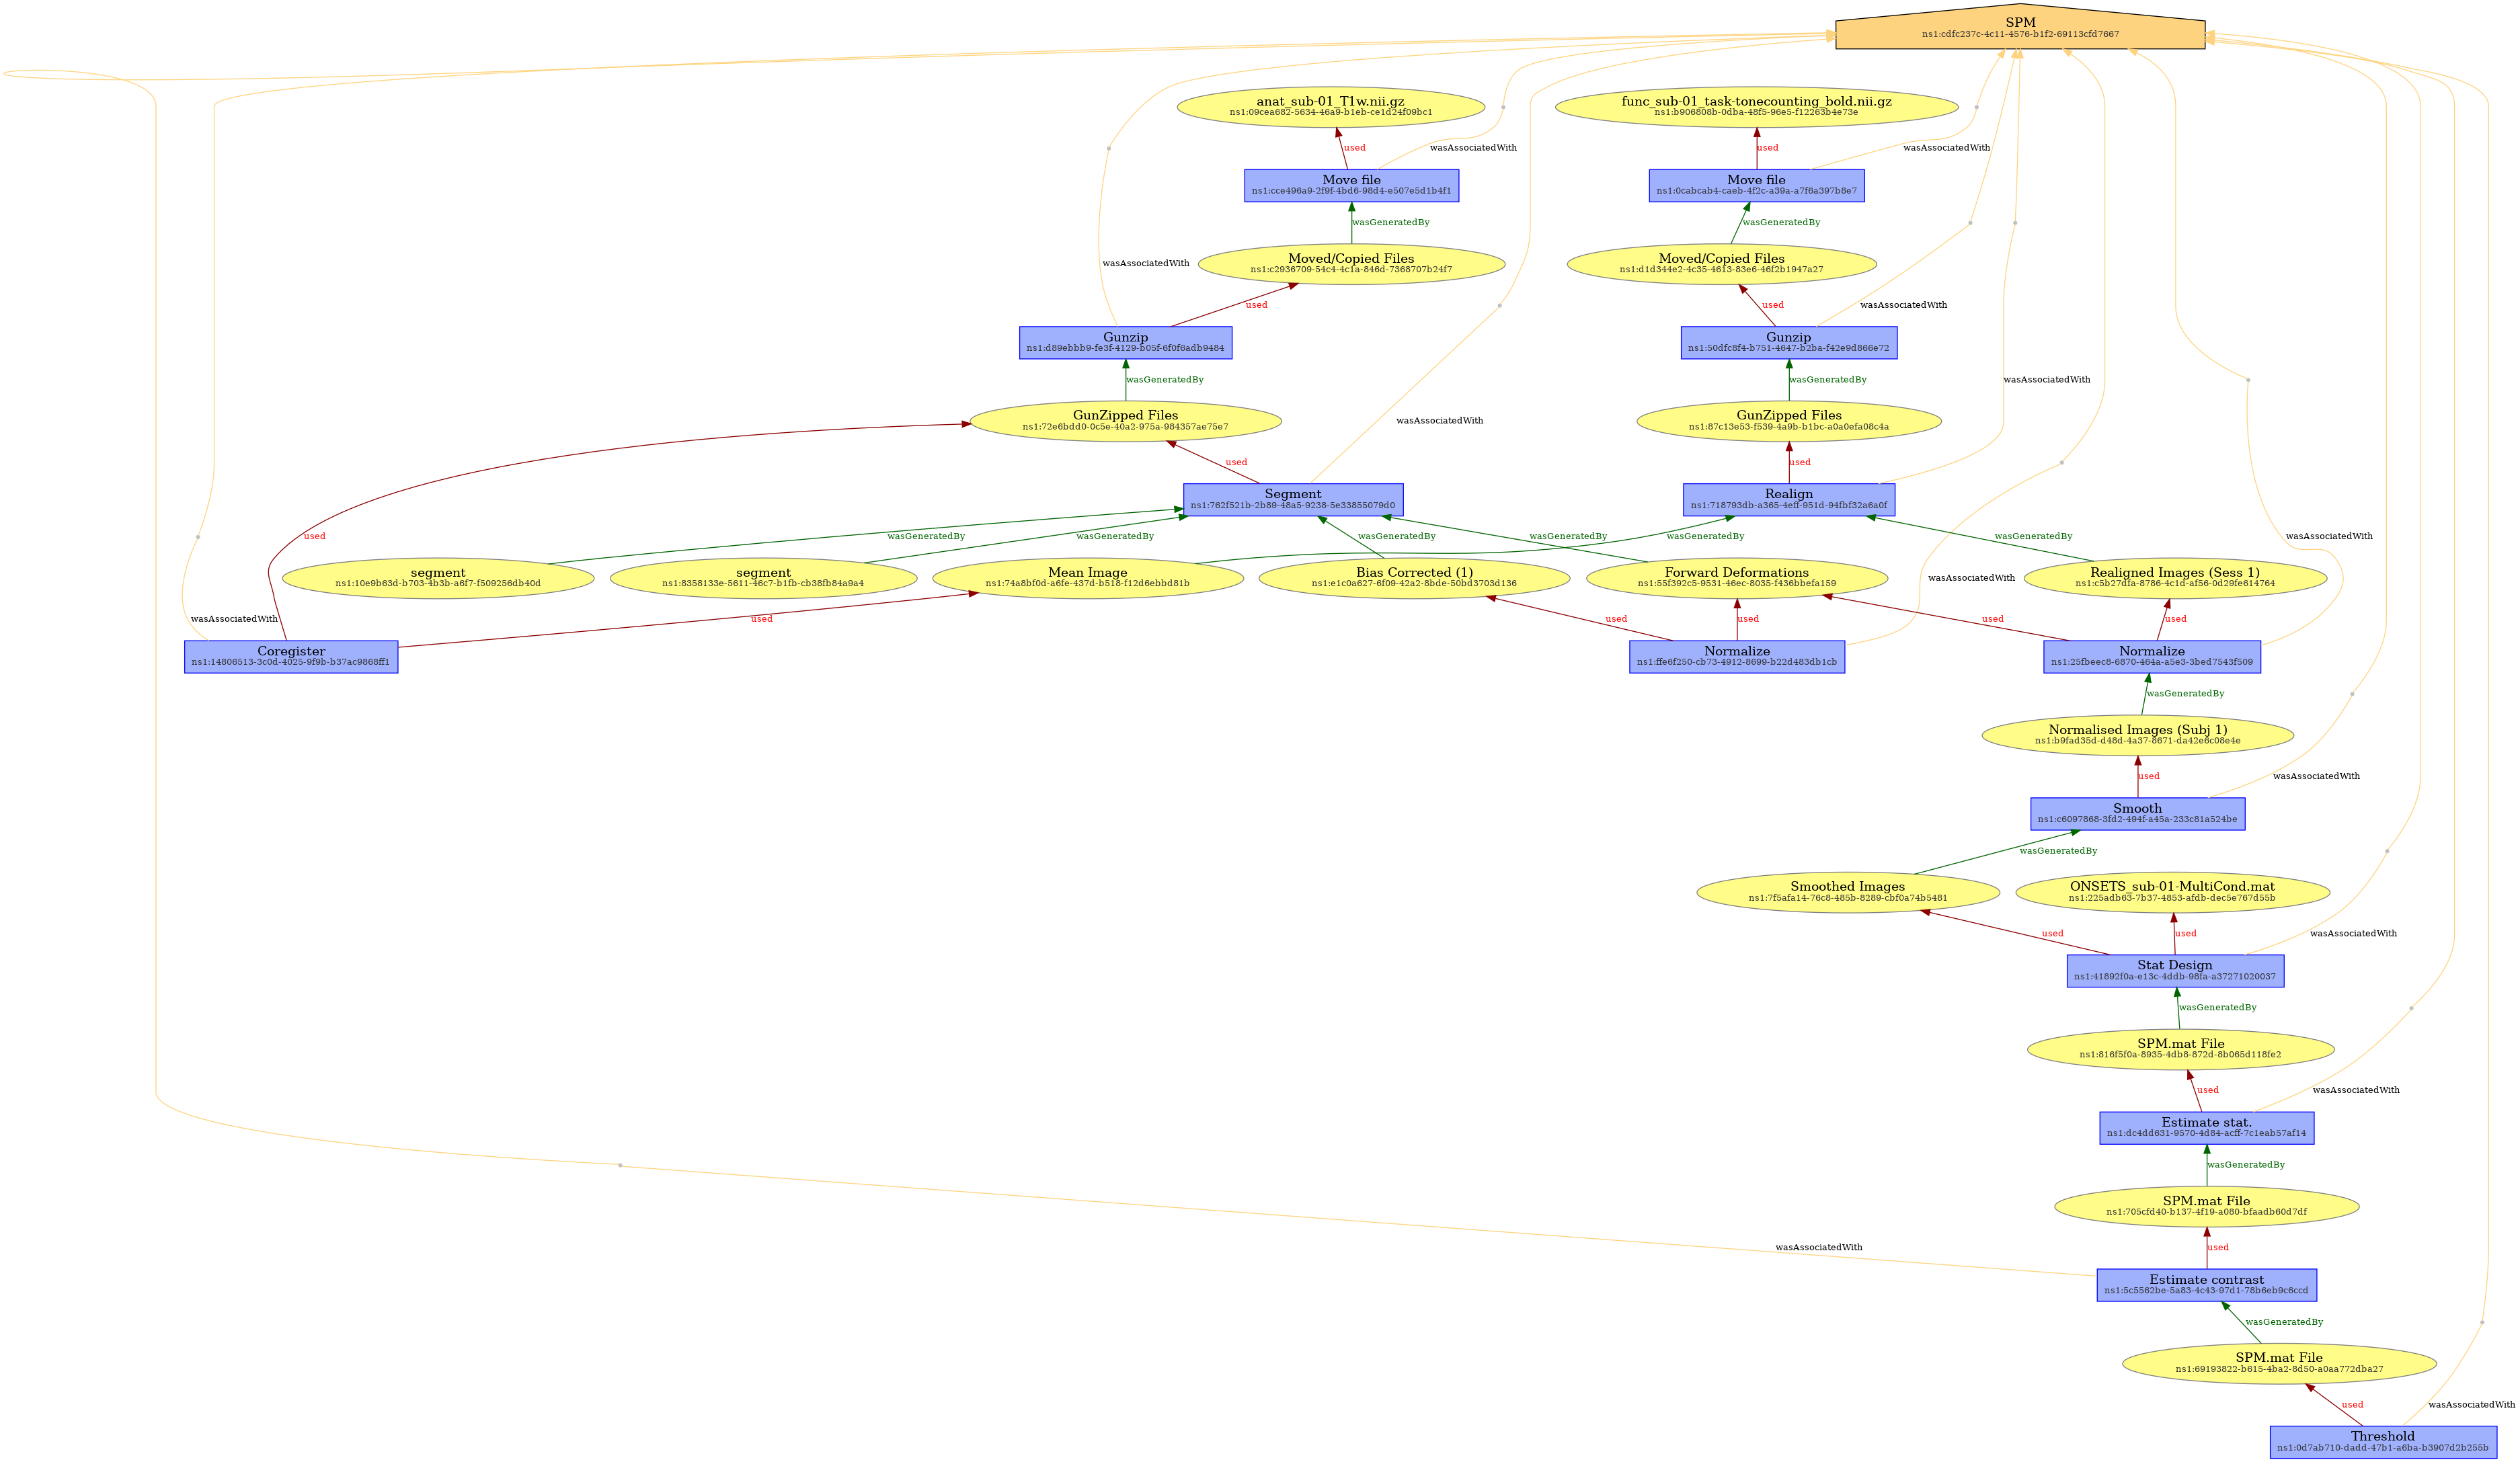 SPM
ns1:cdfc237c-4c11-4576-b1f2-69113cfd7667
anat_sub-01_T1w.nii.gz
ns1:09cea682-5634-46a9-b1eb-ce1d24f09bc1
func_sub-01_task-tonecounting_bold.nii.gz
ns1:b906808b-0dba-48f5-96e5-f12263b4e73e
used
wasAssociatedWith
used
wasAssociatedWith
Move file
ns1:cce496a9-2f9f-4bd6-98d4-e507e5d1b4f1
Move file
ns1:0cabcab4-caeb-4f2c-a39a-a7f6a397b8e7
wasGeneratedBy
wasGeneratedBy
wasAssociatedWith
Moved/Copied Files
ns1:c2936709-54c4-4c1a-846d-7368707b24f7
Moved/Copied Files
ns1:d1d344e2-4c35-4613-83e6-46f2b1947a27
used
used
wasAssociatedWith
Gunzip
ns1:d89ebbb9-fe3f-4129-b05f-6f0f6adb9484
Gunzip
ns1:50dfc8f4-b751-4647-b2ba-f42e9d866e72
wasGeneratedBy
wasGeneratedBy
wasAssociatedWith
GunZipped Files
ns1:72e6bdd0-0c5e-40a2-975a-984357ae75e7
wasAssociatedWith
GunZipped Files
ns1:87c13e53-f539-4a9b-b1bc-a0a0efa08c4a
used
used
Segment
ns1:762f521b-2b89-48a5-9238-5e33855079d0
Realign
ns1:718793db-a365-4eff-951d-94fbf32a6a0f
used
wasGeneratedBy
wasGeneratedBy
wasGeneratedBy
wasGeneratedBy
wasGeneratedBy
wasGeneratedBy
wasAssociatedWith
segment
ns1:10e9b63d-b703-4b3b-a6f7-f509256db40d
segment
ns1:8358133e-5611-46c7-b1fb-cb38fb84a9a4
Mean Image
ns1:74a8bf0d-a6fe-437d-b518-f12d6ebbd81b
Bias Corrected (1)
ns1:e1c0a627-6f09-42a2-8bde-50bd3703d136
Forward Deformations
ns1:55f392c5-9531-46ec-8035-f436bbefa159
wasAssociatedWith
Realigned Images (Sess 1)
ns1:c5b27dfa-8786-4c1d-af56-0d29fe614764
wasAssociatedWith
used
used
used
used
used
Coregister
ns1:14806513-3c0d-4025-9f9b-b37ac9868ff1
Normalize
ns1:ffe6f250-cb73-4912-8699-b22d483db1cb
Normalize
ns1:25fbeec8-6870-464a-a5e3-3bed7543f509
wasGeneratedBy
Normalised Images (Subj 1)
ns1:b9fad35d-d48d-4a37-8671-da42e6c08e4e
used
wasAssociatedWith
Smooth
ns1:c6097868-3fd2-494f-a45a-233c81a524be
wasGeneratedBy
Smoothed Images
ns1:7f5afa14-76c8-485b-8289-cbf0a74b5481
ONSETS_sub-01-MultiCond.mat
ns1:225adb63-7b37-4853-afdb-dec5e767d55b
used
used
wasAssociatedWith
Stat Design
ns1:41892f0a-e13c-4ddb-98fa-a37271020037
wasGeneratedBy
SPM.mat File
ns1:816f5f0a-8935-4db8-872d-8b065d118fe2
used
wasAssociatedWith
Estimate stat.
ns1:dc4dd631-9570-4d84-acff-7c1eab57af14
wasGeneratedBy
SPM.mat File
ns1:705cfd40-b137-4f19-a080-bfaadb60d7df
wasAssociatedWith
used
Estimate contrast
ns1:5c5562be-5a83-4c43-97d1-78b6eb9c6ccd
wasGeneratedBy
SPM.mat File
ns1:69193822-b615-4ba2-8d50-a0aa772dba27
used
wasAssociatedWith
Threshold
ns1:0d7ab710-dadd-47b1-a6ba-b3907d2b255b